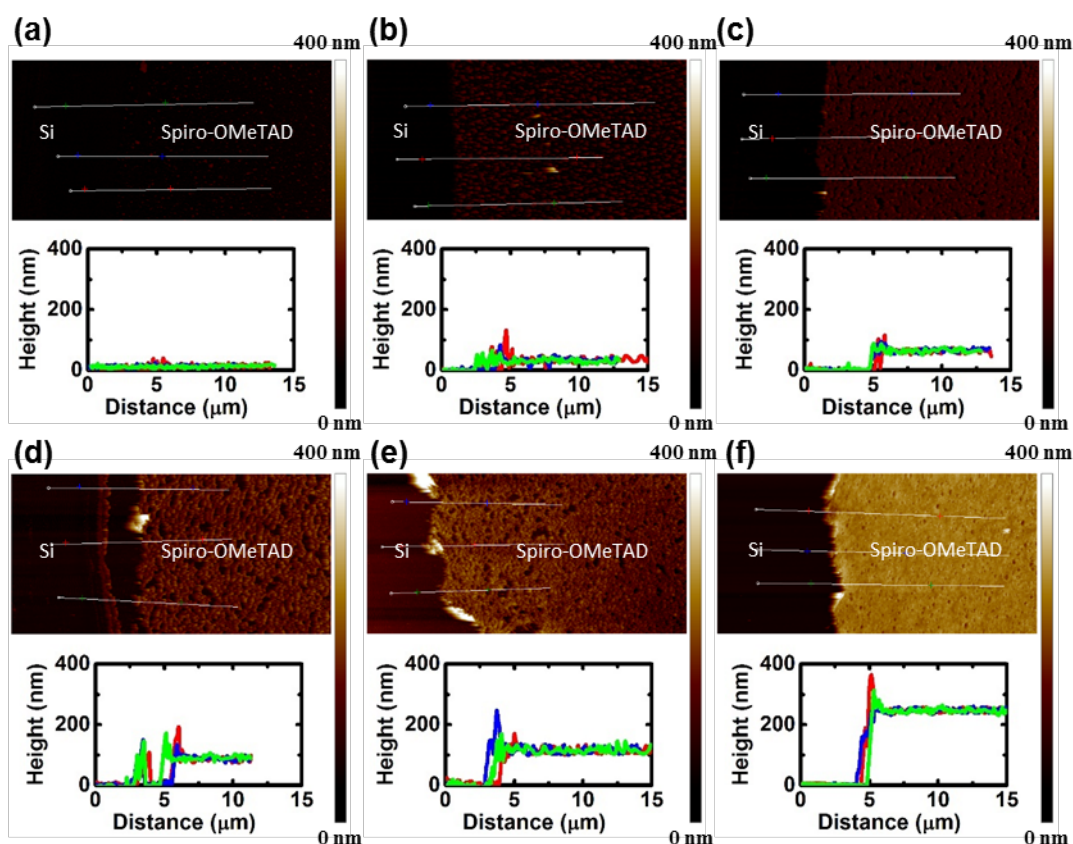 (a)
400 nm
Si
Spiro-OMeTAD
400
200
0
Height (nm)
0 5 10 15
Distance (μm)
0 nm
(b)
400 nm
Spiro-OMeTAD
Si
400
200
0
Height (nm)
0 5 10 15
Distance (μm)
0 nm
(c)
400 nm
Si
Spiro-OMeTAD
400
200
0
Height (nm)
0 5 10 15
Distance (μm)
0 nm
(d)
400 nm
Si
Spiro-OMeTAD
400
200
0
Height (nm)
0 5 10 15
Distance (μm)
0 nm
(e)
400 nm
Si
Spiro-OMeTAD
400
200
0
Height (nm)
0 5 10 15
Distance (μm)
0 nm
(f)
400 nm
Si
Spiro-OMeTAD
400
200
0
Height (nm)
0 5 10 15
Distance (μm)
0 nm